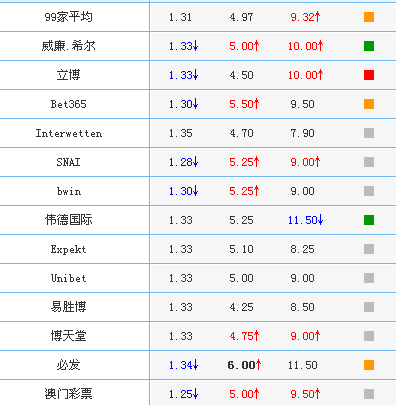 99家平均 1.31 4.97 9.32↑
威廉.希尔 1.33↓ 5.00↑ 10.00↑
立博 1.33↓ 4.50 10.00↑
Bet365 1.30↓ 5.50↑ 9.50
Interwetten 1.35 4.70 7.90
SNAI 1.28↓ 5.25↑ 9.00↑
bwin 1.30↓ 5.25↑ 9.00
伟德国际 1.33 5.25 11.50↓
Expekt 1.33 5.10 8.25
Unibet 1.33 5.00 9.00
易胜博 1.33 4.25 8.50
博天堂 1.33 4.75↑ 9.00↑
必发 1.34↓ 6.00↑ 11.50
澳门彩票 1.25↓ 5.00↑ 9.50↑